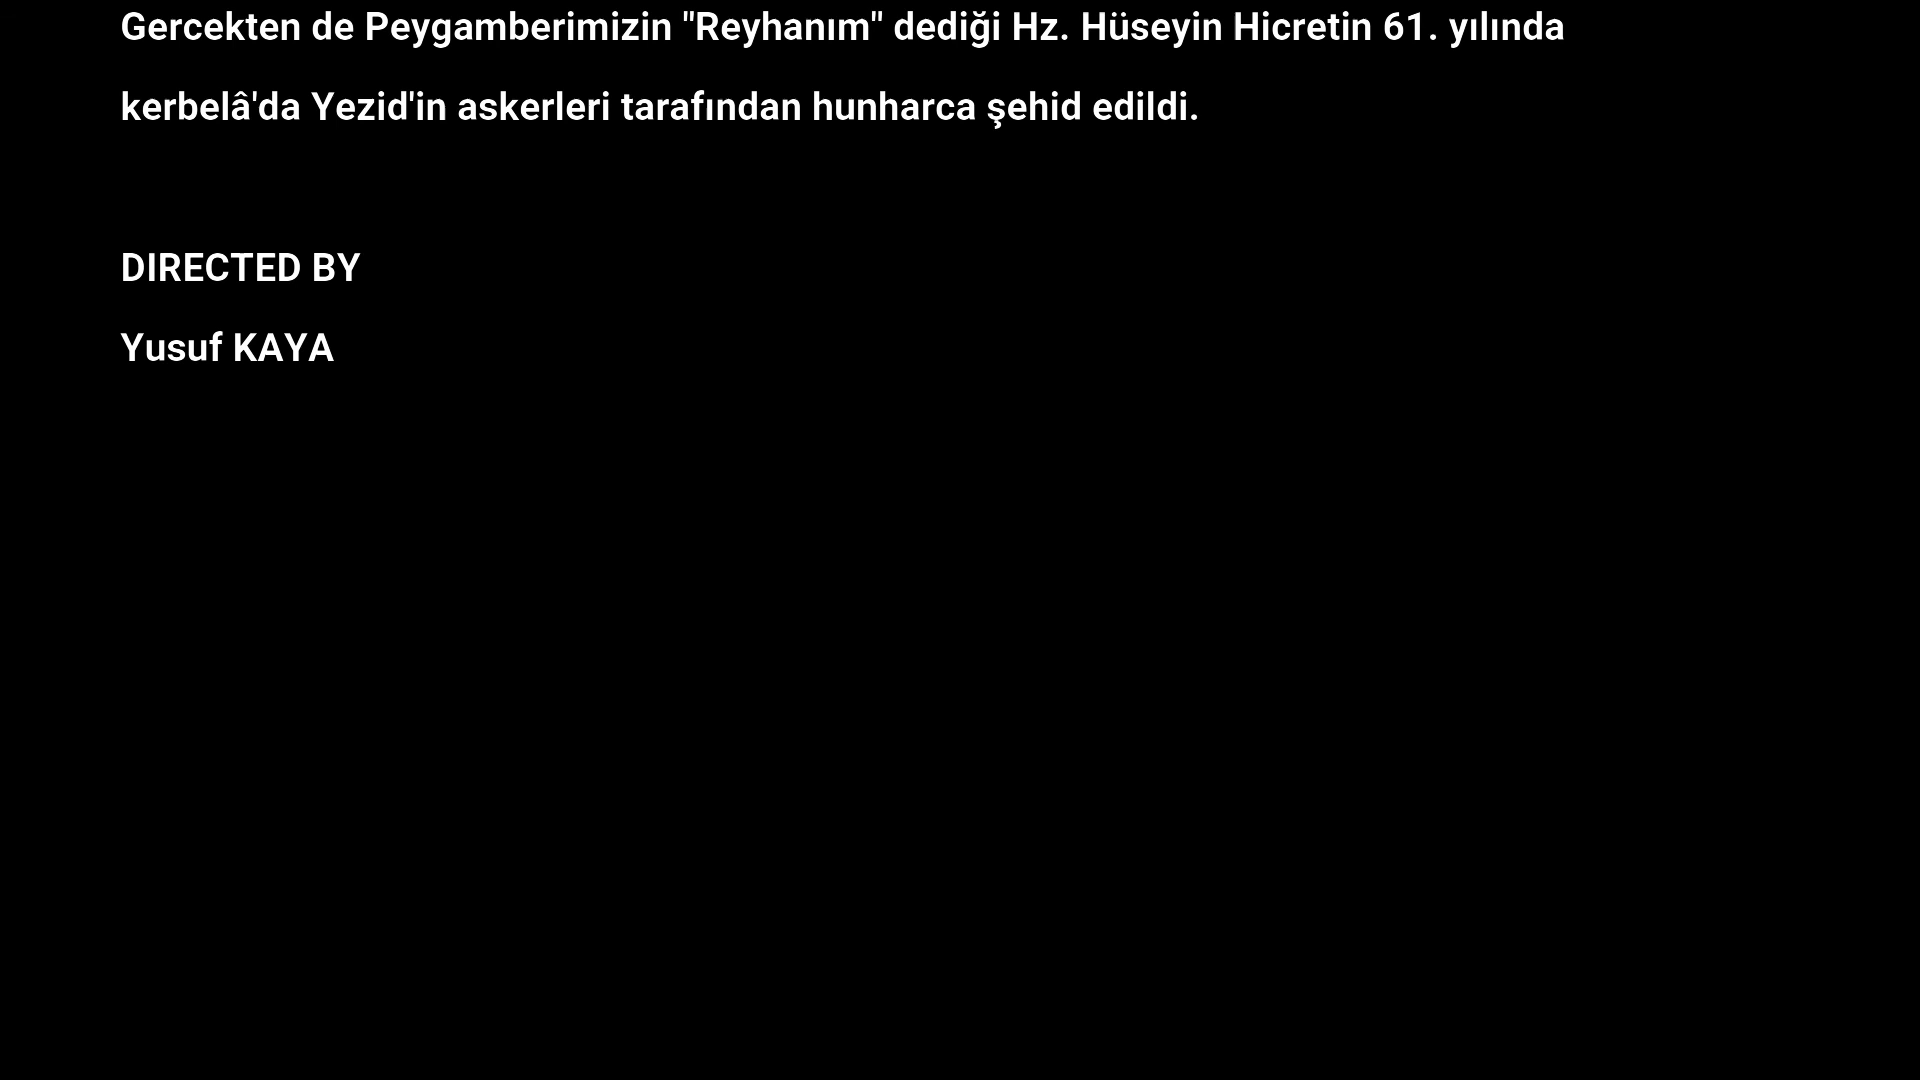 Gercekten de Peygamberimizin "Reyhanım" dediği Hz. Hüseyin Hicretin 61. yılında
kerbelâ'da Yezid'in askerleri tarafından hunharca şehid edildi.
DIRECTED BY
Yusuf KAYA